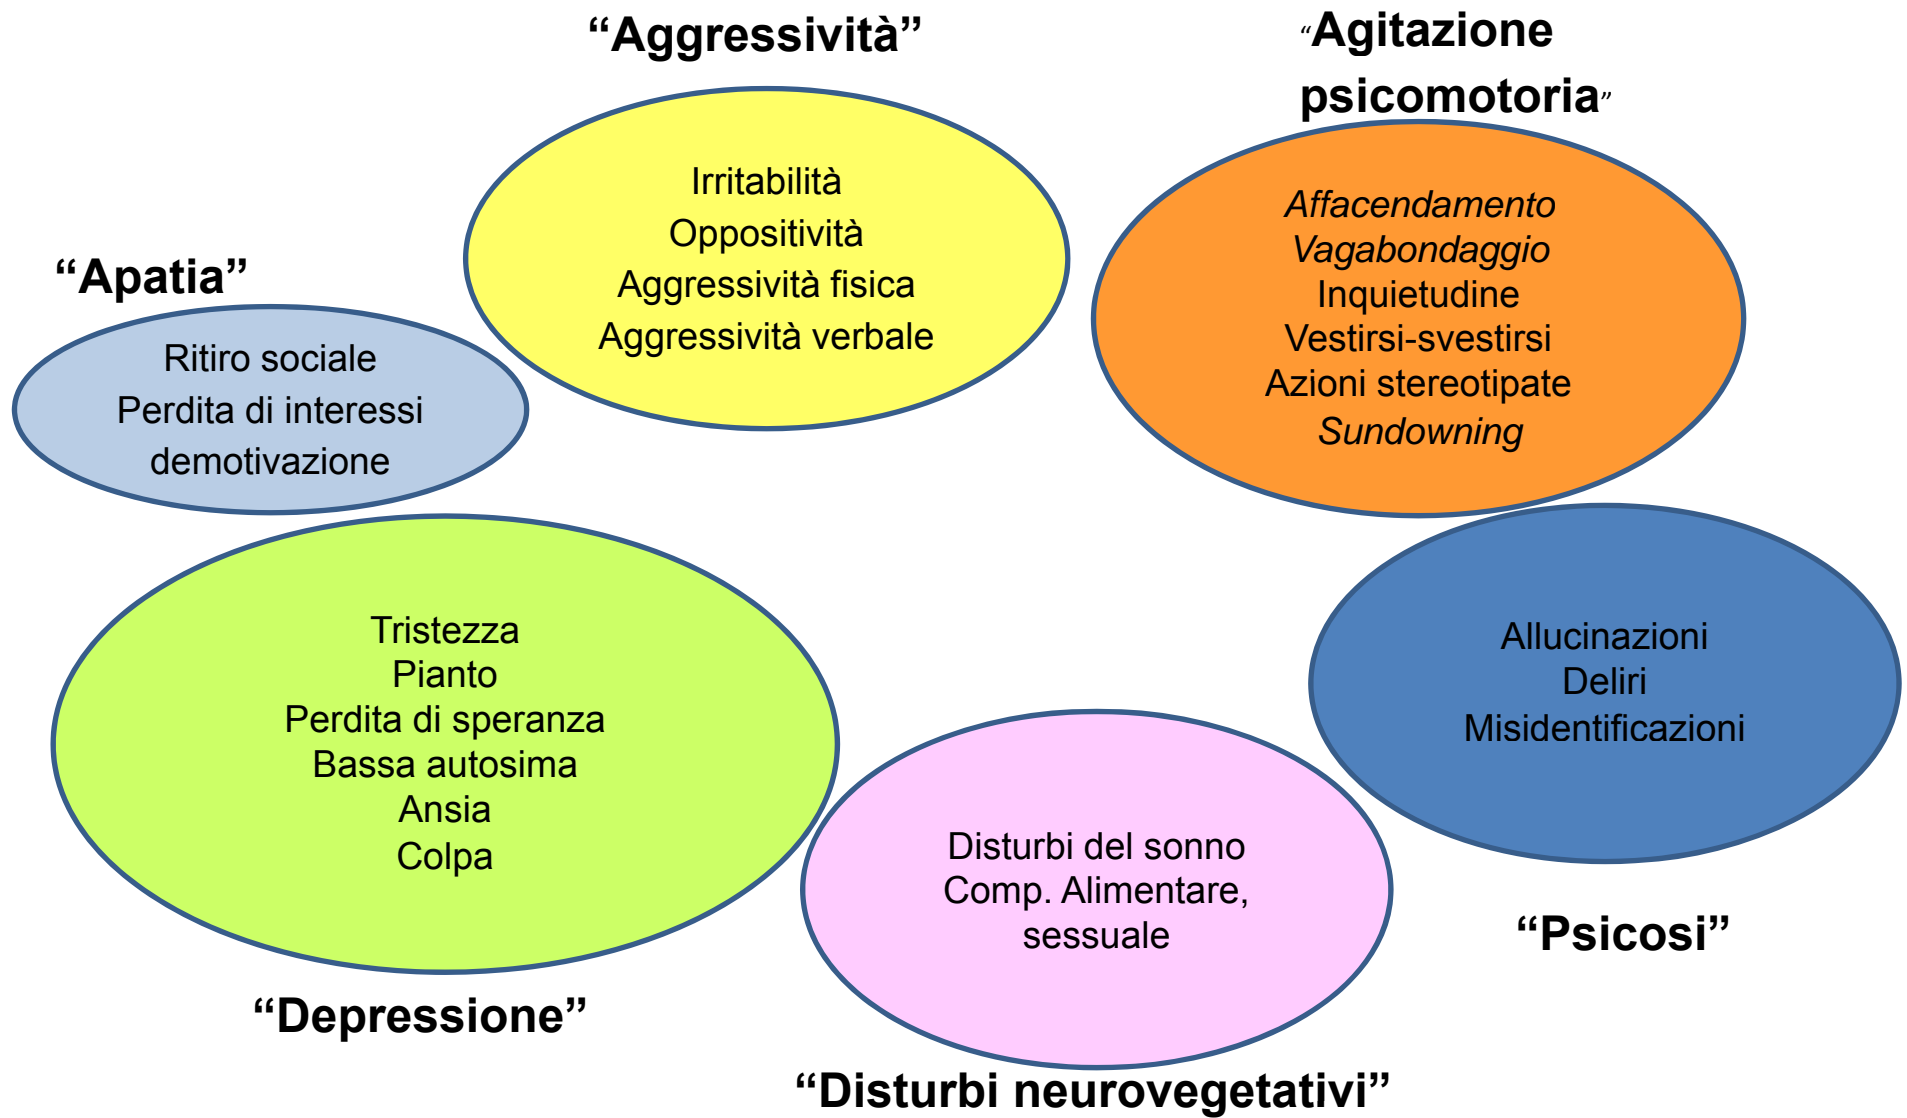 “Aggressività”
“Agitazione
psicomotoria”
Irritabilità
Oppositività
Aggressività fisica
Aggressività verbale
Affacendamento
Vagabondaggio
Inquietudine
Vestirsi-svestirsi
Azioni stereotipate
Sundowning
“Apatia”
Ritiro sociale
Perdita di interessi
demotivazione
Tristezza
Pianto
Perdita di speranza
Bassa autosima
Ansia
Colpa
“Depressione”
Disturbi del sonno
Comp. Alimentare,
sessuale
“Disturbi neurovegetativi”
Allucinazioni
Deliri
Misidentificazioni
“Psicosi”